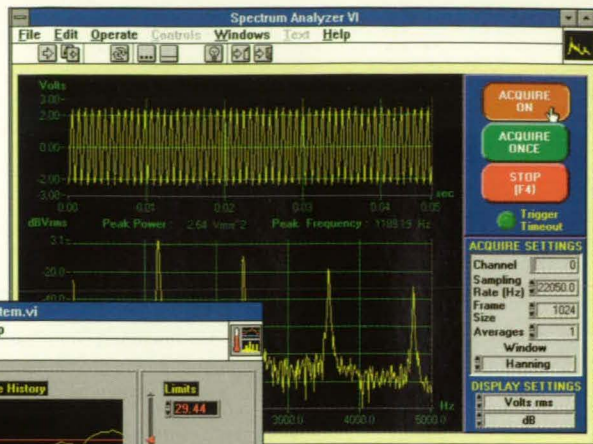 Spectrum Analyzer VI
File Edit Operate Controls Windows Text Help
Volts
3.00
2.00
0.00
-2.00
-3.00
sec
0.00 0.01 0.02 0.03 0.04 0.05
dBVrms Peak Power: 2.64 Vrms^2 Peak Frequency: Hz
3.1
-20.0
3000.0 4000.0 5000.0
Hz
ACQUIRE ON
ACQUIRE ONCE
STOP (F4)
Trigger Timeout
ACQUIRE SETTINGS
Channel 0
Sampling Rate (Hz) 22050.0
Frame Size 1024
Averages 1
Window
Hanning
DISPLAY SETTINGS
Volts rms
dB
tem.vi
p
e History
Limits
29.44